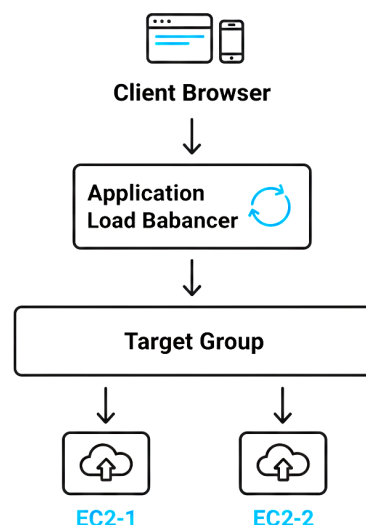 Client Browser
Application
Load Babancer
Target Group
EC2-1
EC2-2